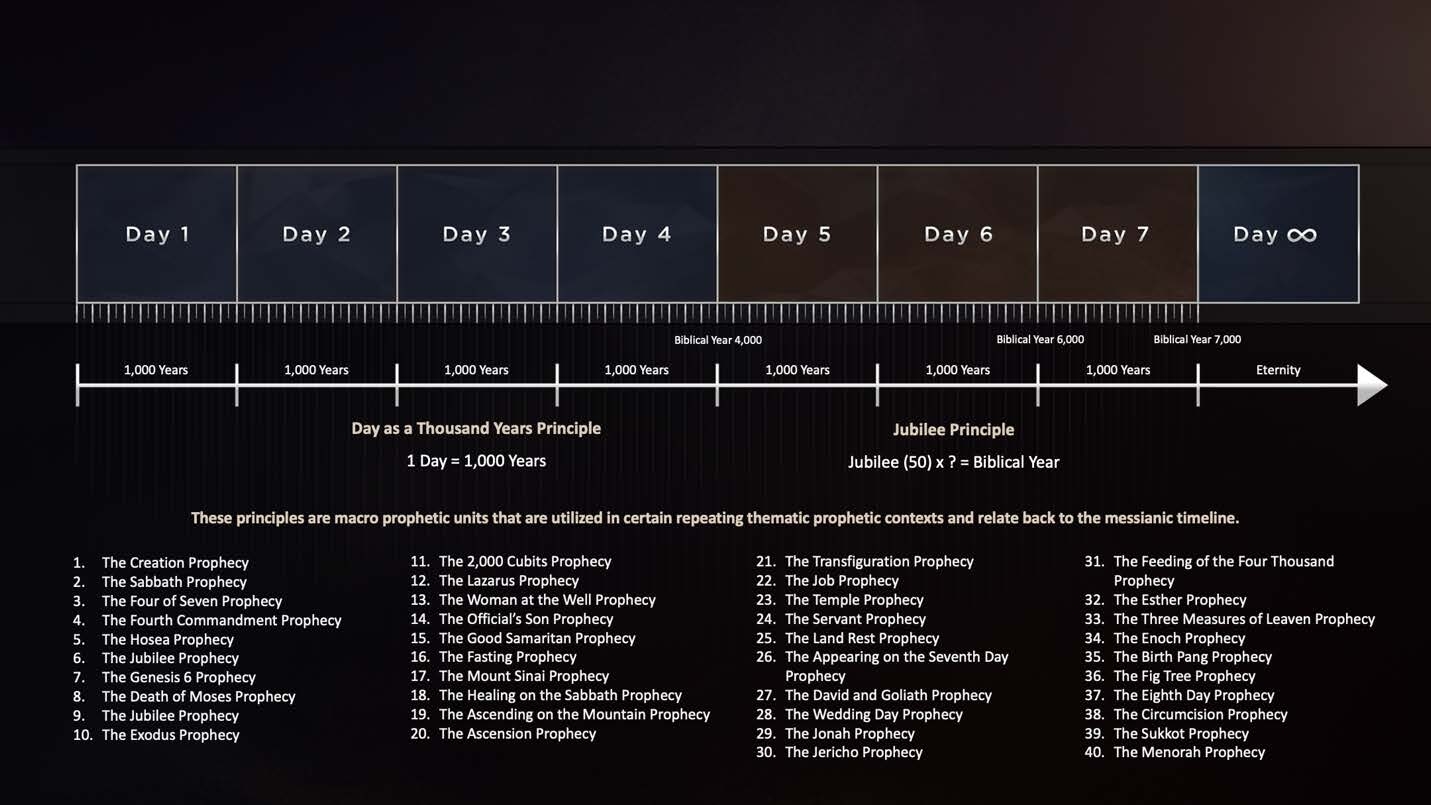 Day 1
Day 2
Day 3
Day 4
Day 5
Day 6
Day 7
Day ∞
Biblical Year 4,000
Biblical Year 6,000
Biblical Year 7,000
1,000 Years
1,000 Years
1,000 Years
1,000 Years
1,000 Years
1,000 Years
1,000 Years
Eternity
Day as a Thousand Years Principle
1 Day = 1,000 Years
Jubilee Principle
Jubilee (50) x ? = Biblical Year
These principles are macro prophetic units that are utilized in certain repeating thematic prophetic contexts and relate back to the messianic timeline.
1. The Creation Prophecy
2. The Sabbath Prophecy
3. The Four of Seven Prophecy
4. The Fourth Commandment Prophecy
5. The Hosea Prophecy
6. The Jubilee Prophecy
7. The Genesis 6 Prophecy
8. The Death of Moses Prophecy
9. The Jubilee Prophecy
10. The Exodus Prophecy
11. The 2,000 Cubits Prophecy
12. The Lazarus Prophecy
13. The Woman at the Well Prophecy
14. The Official's Son Prophecy
15. The Good Samaritan Prophecy
16. The Fasting Prophecy
17. The Mount Sinai Prophecy
18. The Healing on the Sabbath Prophecy
19. The Ascending on the Mountain Prophecy
20. The Ascension Prophecy
21. The Transfiguration Prophecy
22. The Job Prophecy
23. The Temple Prophecy
24. The Servant Prophecy
25. The Land Rest Prophecy
26. The Appearing on the Seventh Day
Prophecy
27. The David and Goliath Prophecy
28. The Wedding Day Prophecy
29. The Jonah Prophecy
30. The Jericho Prophecy
31. The Feeding of the Four Thousand
Prophecy
32. The Esther Prophecy
33. The Three Measures of Leaven Prophecy
34. The Enoch Prophecy
35. The Birth Pang Prophecy
36. The Fig Tree Prophecy
37. The Eighth Day Prophecy
38. The Circumcision Prophecy
39. The Sukkot Prophecy
40. The Menorah Prophecy